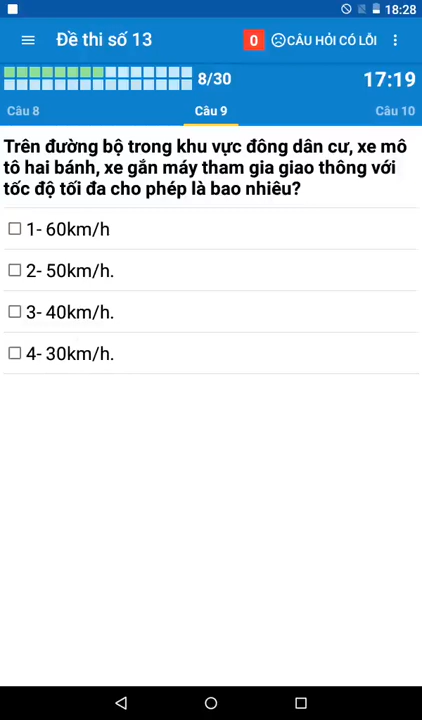 18:28
Đề thi số 13
0 CÂU HỎI CÓ LỖI
8/30
17:19
Câu 8
Câu 9
Câu 10
Trên đường bộ trong khu vực đông dân cư, xe mô
tô hai bánh, xe gắn máy tham gia giao thông với
tốc độ tối đa cho phép là bao nhiêu?
1- 60km/h
2- 50km/h.
3- 40km/h.
4- 30km/h.